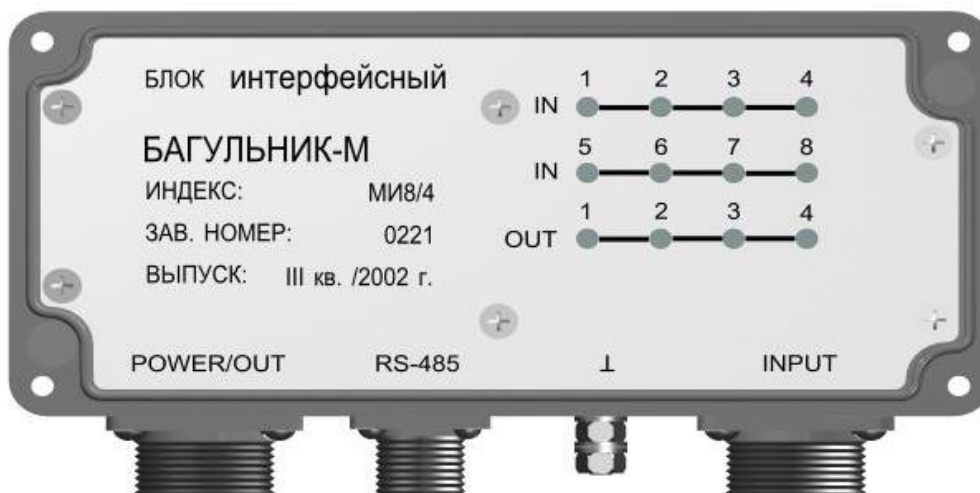 БЛОК интерфейсный
БАГУЛЬНИК-М
ИНДЕКС: МИ8/4
ЗАВ. НОМЕР: 0221
ВЫПУСК: III кв. /2002 г.
1 2 3 4
IN
5 6 7 8
IN
1 2 3 4
OUT
POWER/OUT RS-485 ⊥ INPUT